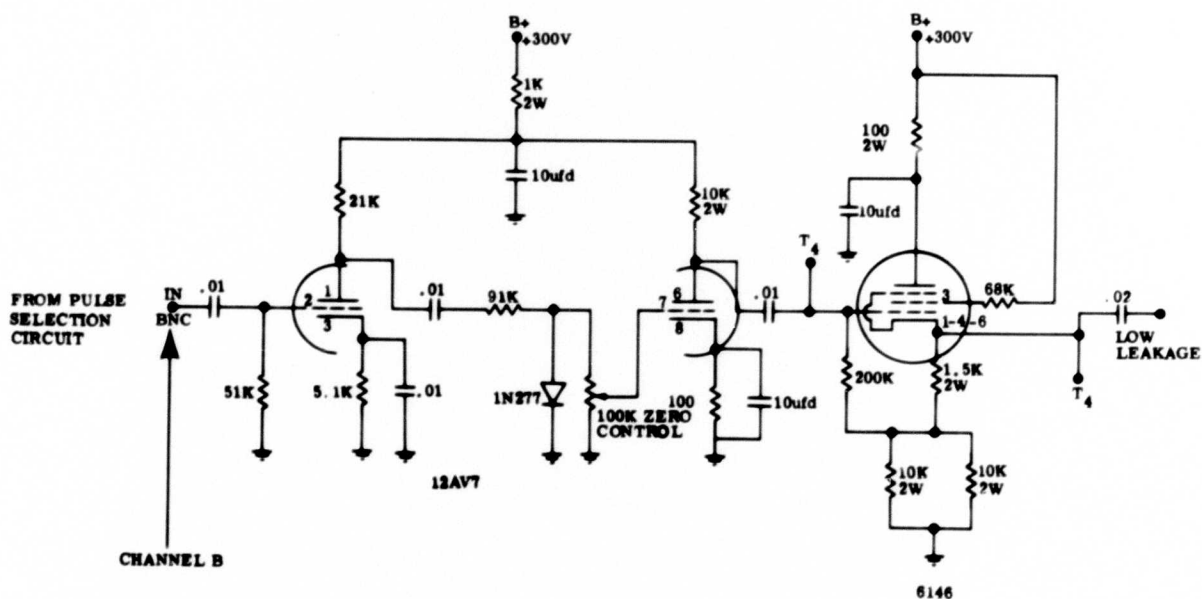 B+
+300V
1K
2W
10ufd
21K
10K
2W
B+
+300V
100
2W
10ufd
T4
FROM PULSE
SELECTION
CIRCUIT
IN
BNC
.01
2
1
3
51K
5.1K
.01
.01
91K
1N277
100K ZERO
CONTROL
7
6
8
100
10ufd
.01
3
68K
1-4-6
200K
1.5K
2W
.02
LOW
LEAKAGE
T4
10K
2W
10K
2W
12AV7
CHANNEL B
6146